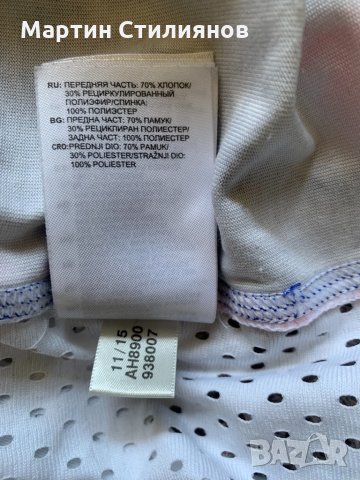 Мартин Стилиянов
RU: ПЕРЕДНЯЯ ЧАСТЬ: 70% ХЛОПОК/
30% РЕЦИРКУЛИРОВАННЫЙ
ПОЛИЭФИР/СПИНКА:
100% ПОЛИЭСТЕР
BG: ПРЕДНА ЧАСТ: 70% ПАМУК/
30% РЕЦИКЛИРАН ПОЛИЕСТЕР/
ЗАДНА ЧАСТ: 100% ПОЛИЕСТЕР
CRO: PREDNJI DIO: 70% PAMUK/
30% POLIESTER/STRAŽNJI DIO:
100% POLIESTER
11/15
AH8900
938007
BAZAR